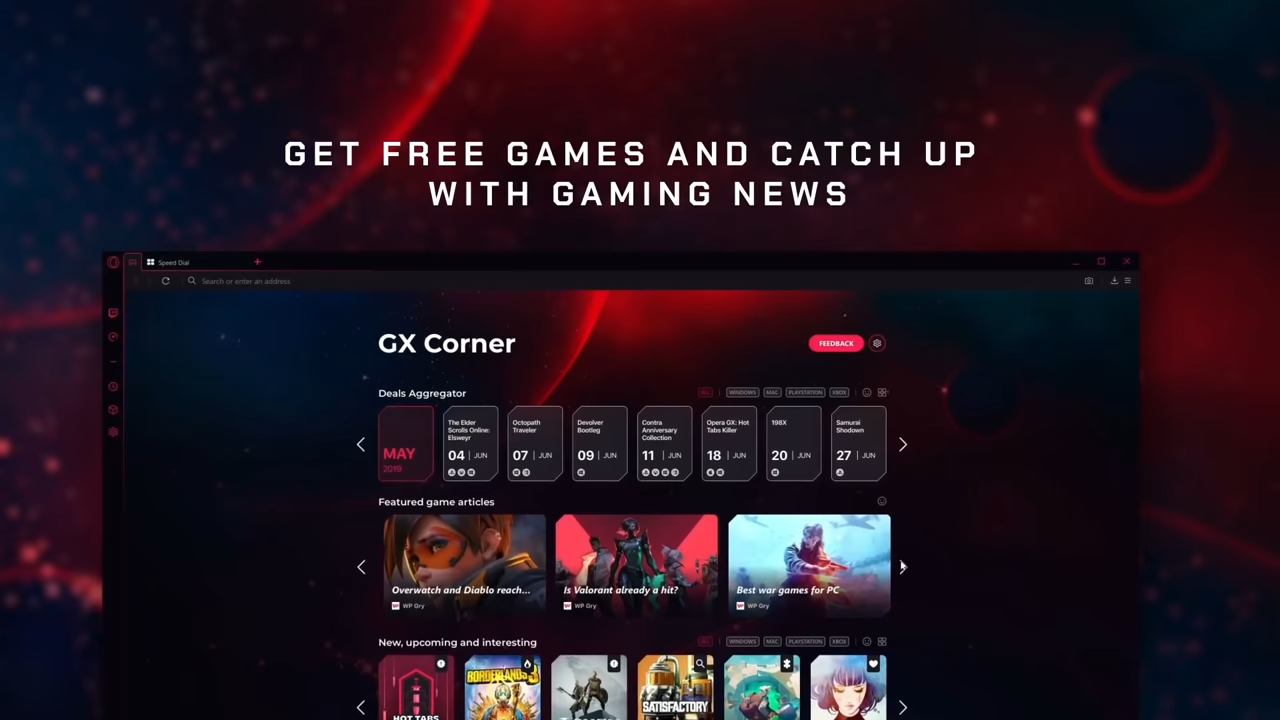 GET FREE GAMES AND CATCH UP
WITH GAMING NEWS
Speed Dial
Search or enter an address
GX Corner
FEEDBACK
Deals Aggregator
ALL | WINDOWS MAC PLAYSTATION XBOX
MAY
2019
The Elder
Scrolls Online:
Elsweyr
04 | JUN
Octopath
Traveler
07 | JUN
Devolver
Bootleg
09 | JUN
Contra
Anniversary
Collection
11 | JUN
Opera GX: Hot
Tabs Killer
18 | JUN
198X
20 | JUN
Samurai
Shodown
27 | JUN
Featured game articles
Overwatch and Diablo reach...
WP Gry
Is Valorant already a hit?
WP Gry
Best war games for PC
WP Gry
New, upcoming and interesting
ALL | WINDOWS MAC PLAYSTATION XBOX
HOT TABS
BORDERLANDS 3
SATISFACTORY